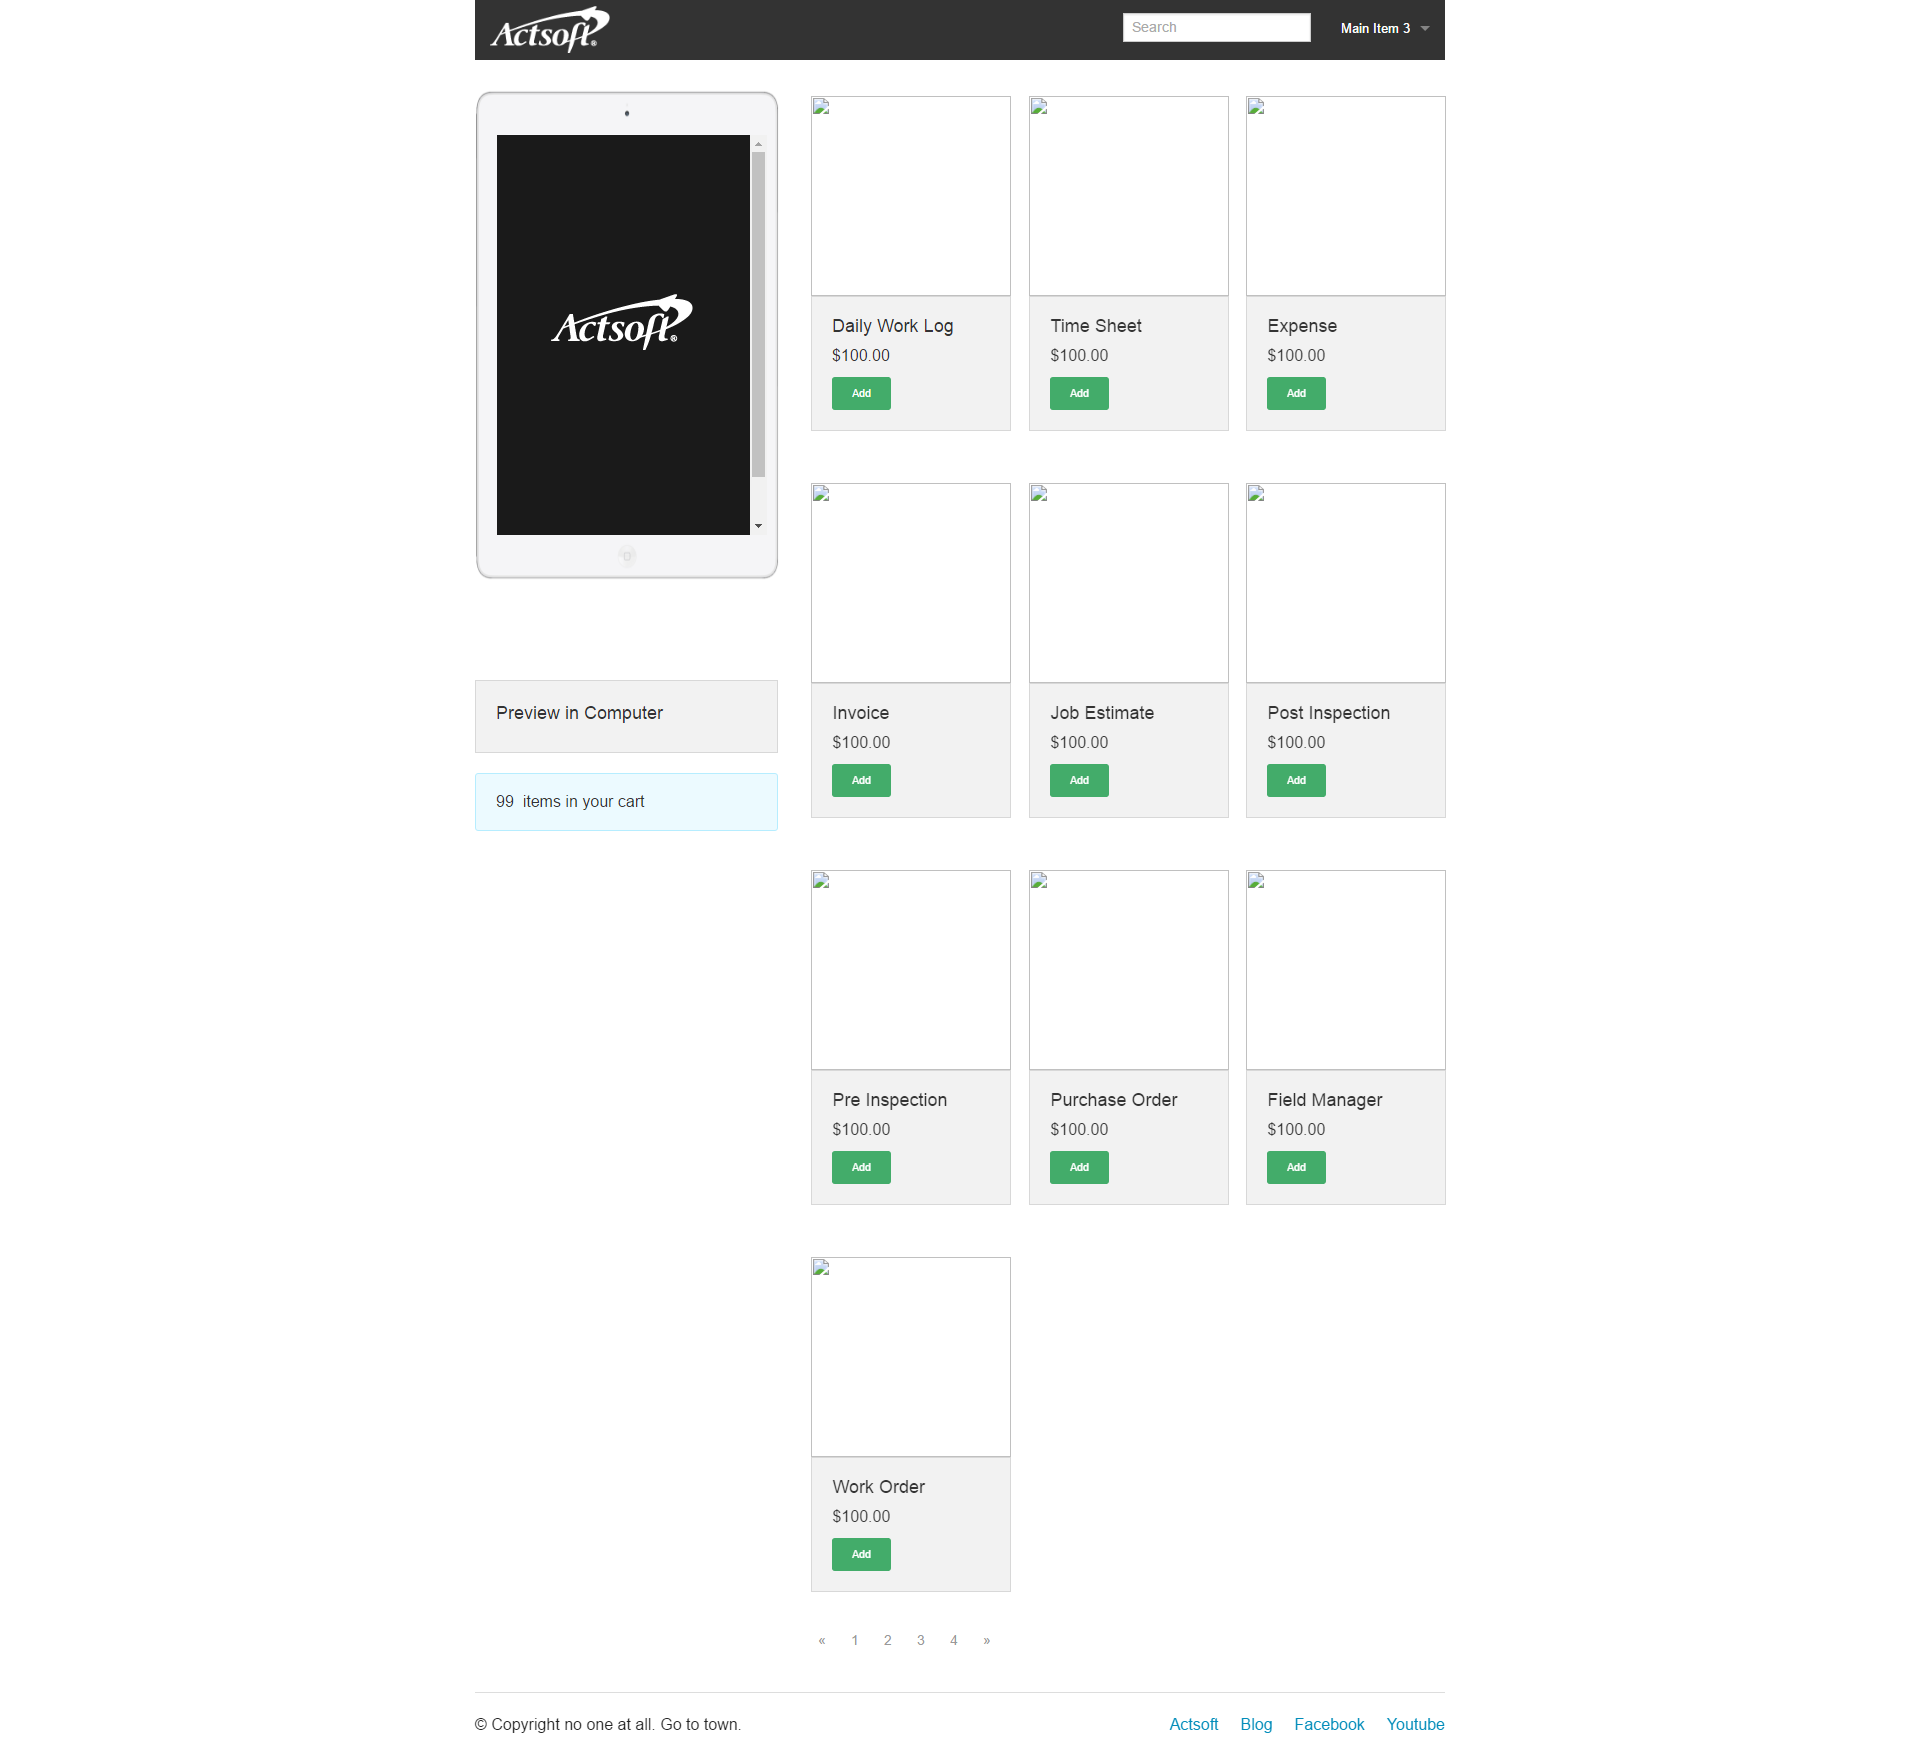 Actsoft®
Search
Main Item 3
Actsoft®
Daily Work Log
$100.00
Add
Time Sheet
$100.00
Add
Expense
$100.00
Add
Invoice
$100.00
Add
Job Estimate
$100.00
Add
Post Inspection
$100.00
Add
Preview in Computer
99 items in your cart
Pre Inspection
$100.00
Add
Purchase Order
$100.00
Add
Field Manager
$100.00
Add
Work Order
$100.00
Add
« 1 2 3 4 »
© Copyright no one at all. Go to town.
Actsoft Blog Facebook Youtube